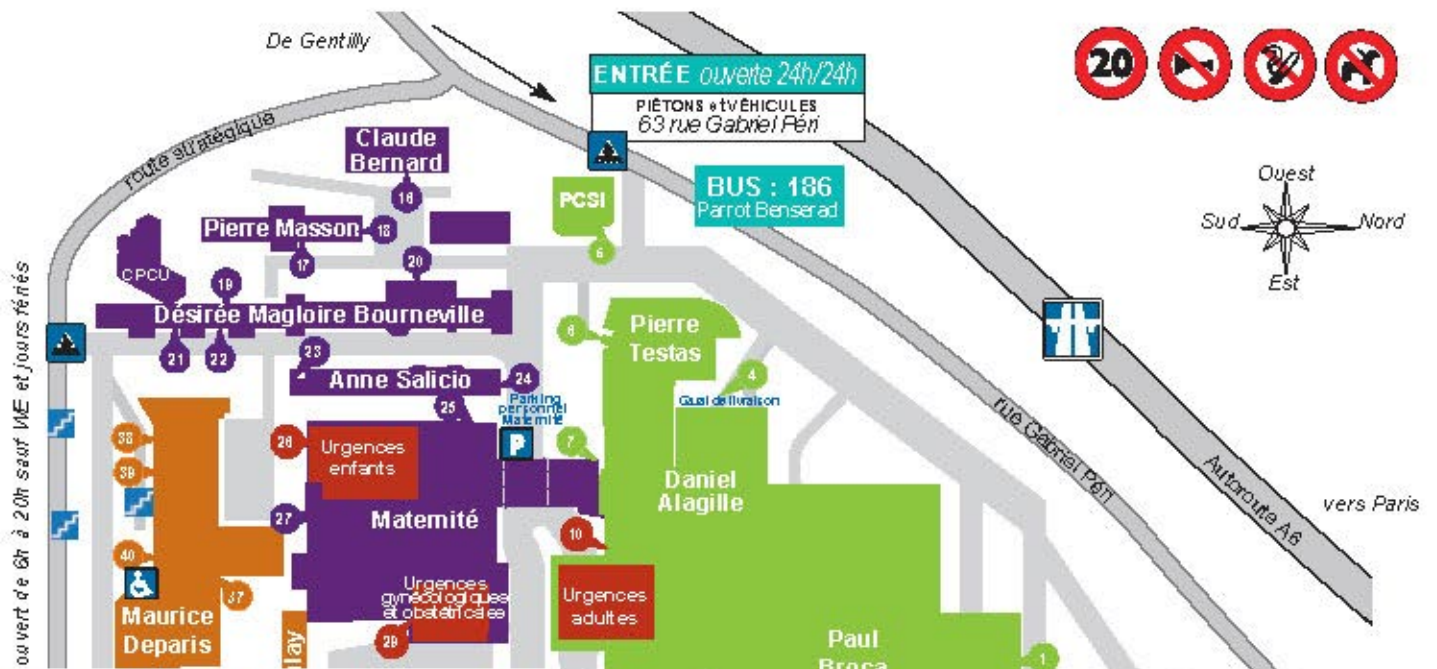 De Gentilly
ENTRÉE ouverte 24h/24h
PIÉTONS et VÉHICULES
63 rue Gabriel Péri
20
route stratégique
Claude
Bernard
16
PCSI
BUS : 186
Parrot Benserad
Ouest
Sud
Nord
Est
Pierre Masson
18
17
20
5
CPCU
19
Désirée Magloire Bourneville
21
22
6
Pierre
Testas
23
Anne Salicio
24
4
Quai de livraison
25
Parking
personnel
Maternité
P
rue Gabriel Péri
Autoroute A6
vers Paris
ouvert de 6h à 20h sauf WE et jours fériés
38
39
26
Urgences
enfants
7
Daniel
Alagille
27
Maternité
10
40
37
Urgences
gynécologiques
et obstétricales
29
Urgences
adultes
Maurice
Deparis
lay
Paul
Broca
1